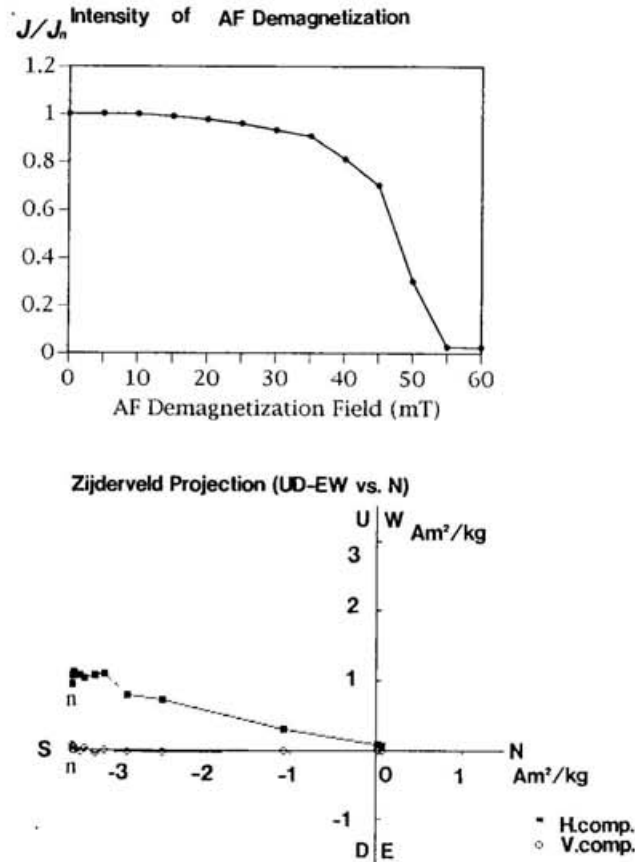 J/Jn Intensity of AF Demagnetization
1.2
1
0.8
0.6
0.4
0.2
0
0 10 20 30 40 50 60
AF Demagnetization Field (mT)
Zijderveld Projection (UD-EW vs. N)
U W Am²/kg
3
2
1
n
S N
n
-3 -2 -1 0 1 Am²/kg
-1
D E
H.comp.
V.comp.